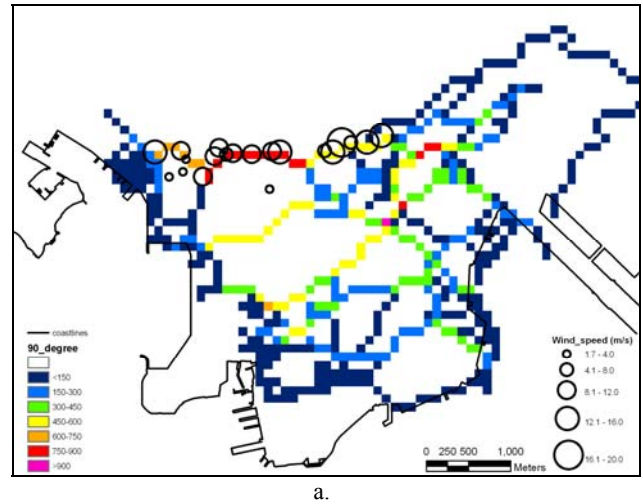 coastlines
90_degree
<150
150-300
300-450
450-600
600-750
750-900
>900
Wind_speed (m/s)
1.7 - 4.0
4.1 - 8.0
8.1 - 12.0
12.1 - 16.0
16.1 - 20.0
0 250 500 1,000
Meters
a.